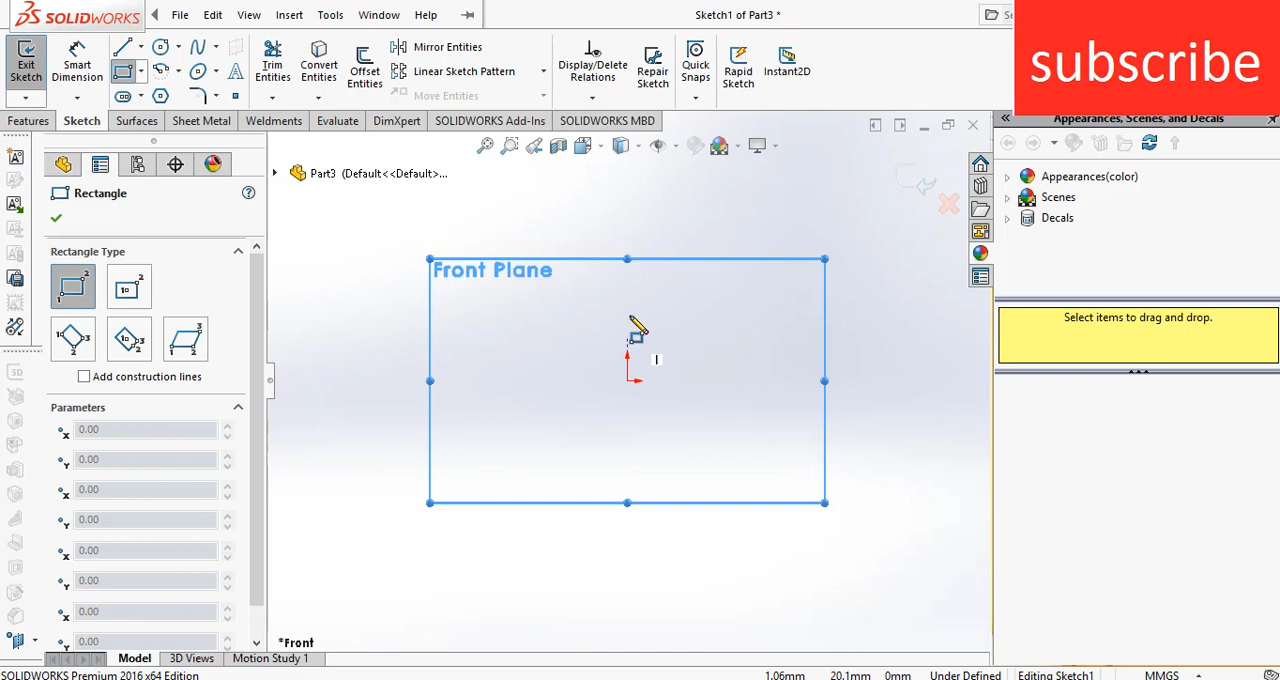 SOLIDWORKS
File Edit View Insert Tools Window Help
Sketch1 of Part3 *
subscribe
Exit Sketch
Smart Dimension
Trim Entities
Convert Entities
Offset Entities
Mirror Entities
Linear Sketch Pattern
Move Entities
Display/Delete Relations
Repair Sketch
Quick Snaps
Rapid Sketch
Instant2D
Features Sketch Surfaces Sheet Metal Weldments Evaluate DimXpert SOLIDWORKS Add-Ins SOLIDWORKS MBD
Appearances, Scenes, and Decals
Part3 (Default<<Default>...
Rectangle
Rectangle Type
Add construction lines
Parameters
0.00
0.00
0.00
0.00
0.00
0.00
0.00
0.00
Front Plane
*Front
Appearances(color)
Scenes
Decals
Select items to drag and drop.
Model 3D Views Motion Study 1
SOLIDWORKS Premium 2016 x64 Edition
1.06mm 20.1mm 0mm Under Defined Editing Sketch1 MMGS